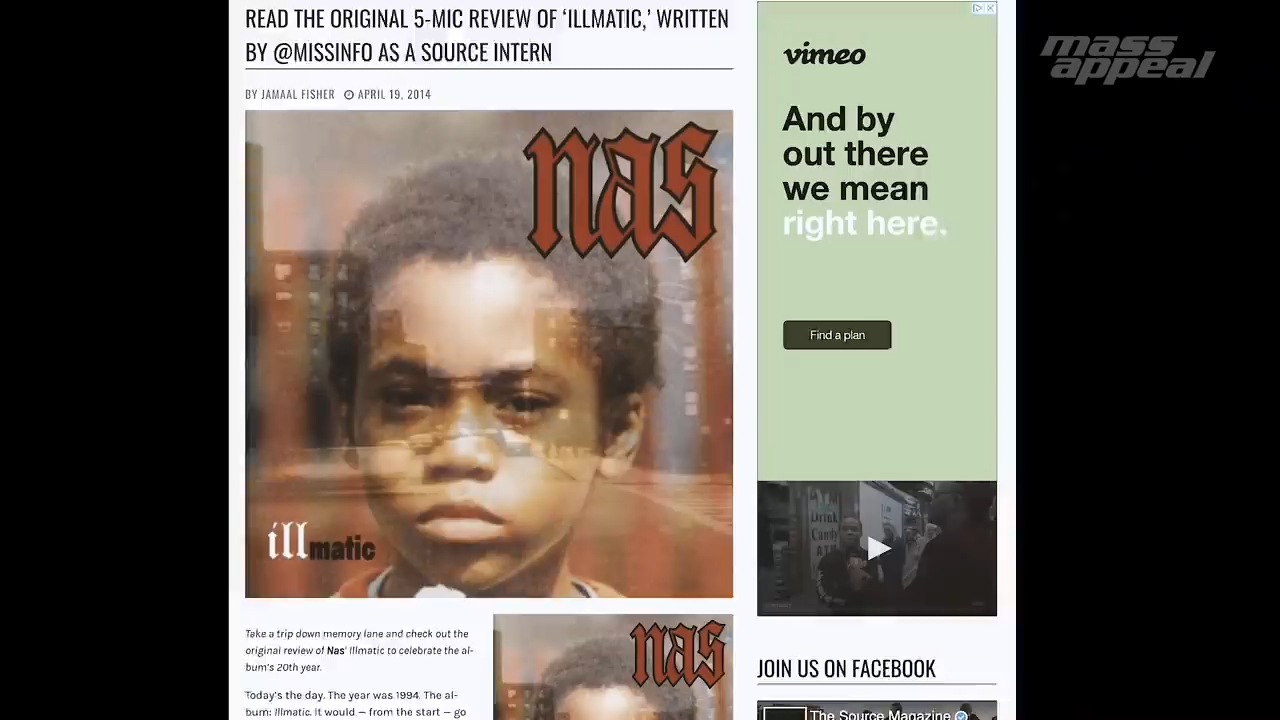 READ THE ORIGINAL 5-MIC REVIEW OF ‘ILLMATIC,’ WRITTEN
BY @MISSINFO AS A SOURCE INTERN
BY JAMAAL FISHER APRIL 19, 2014
nas
illmatic
Take a trip down memory lane and check out the
original review of Nas' Illmatic to celebrate the al-
bum's 20th year.
Today's the day. The year was 1994. The al-
bum: Illmatic. It would – from the start – go
nas
vimeo
And by
out there
we mean
right here.
Find a plan
Drink
Candy
JOIN US ON FACEBOOK
The Source Magazine
mass
appeal